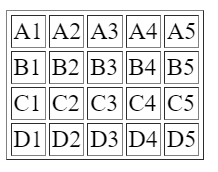 A1 A2 A3 A4 A5
B1 B2 B3 B4 B5
C1 C2 C3 C4 C5
D1 D2 D3 D4 D5